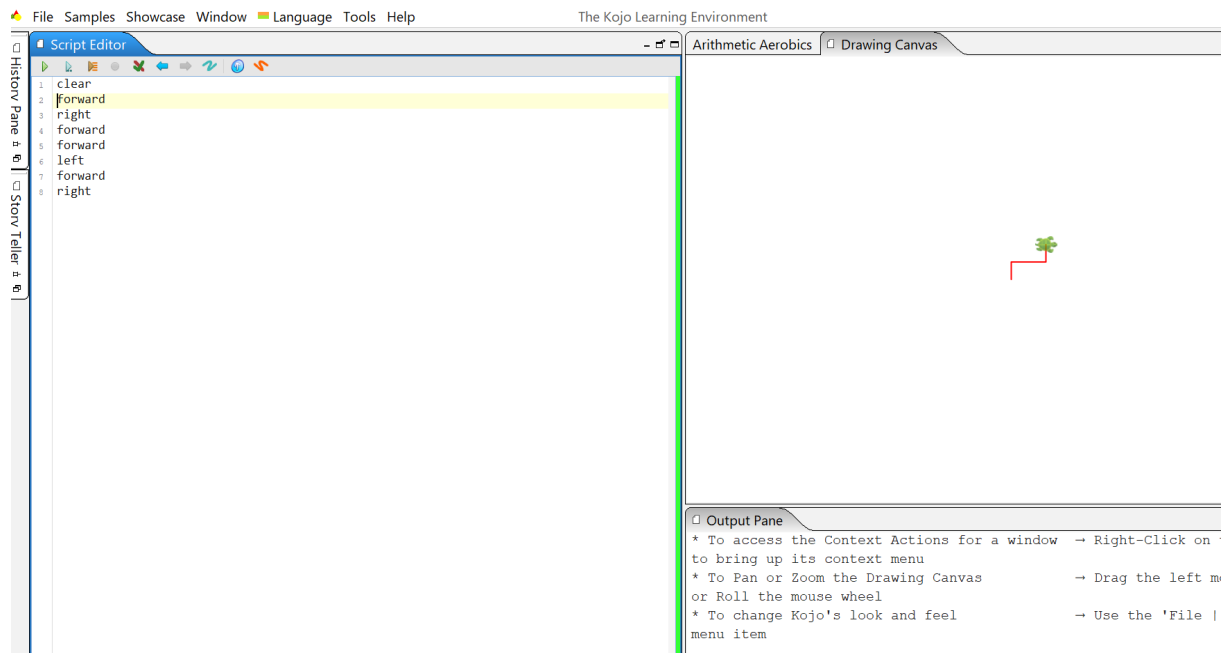 File Samples Showcase Window Language Tools Help The Kojo Learning Environment
History Pane
Story Teller
Script Editor
1 clear
2 forward
3 right
4 forward
5 forward
6 left
7 forward
8 right
Arithmetic Aerobics Drawing Canvas
Output Pane
* To access the Context Actions for a window → Right-Click on
to bring up its context menu
* To Pan or Zoom the Drawing Canvas → Drag the left
or Roll the mouse wheel
* To change Kojo's look and feel → Use the 'File |
menu item